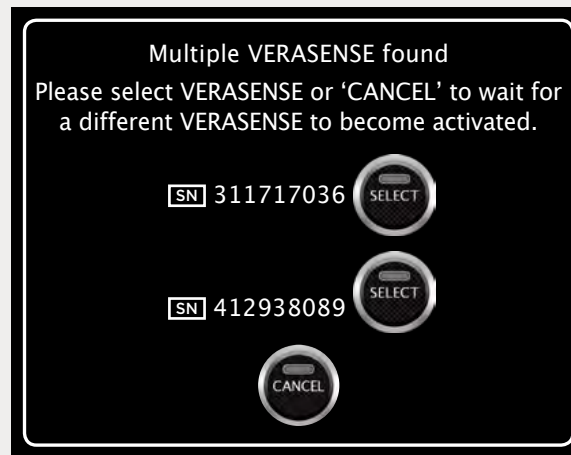 Multiple VERASENSE found
Please select VERASENSE or ‘CANCEL’ to wait for
a different VERASENSE to become activated.
SN 311717036 SELECT
SN 412938089 SELECT
CANCEL